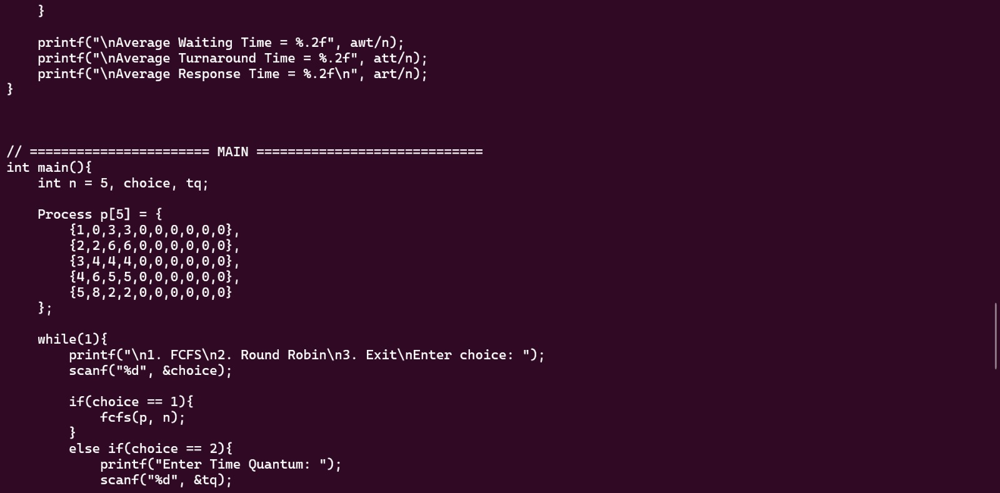 }

    printf("\nAverage Waiting Time = %.2f", awt/n);
    printf("\nAverage Turnaround Time = %.2f", att/n);
    printf("\nAverage Response Time = %.2f\n", art/n);
}



// ======================= MAIN =============================
int main(){
    int n = 5, choice, tq;

    Process p[5] = {
        {1,0,3,3,0,0,0,0,0,0},
        {2,2,6,6,0,0,0,0,0,0},
        {3,4,4,4,0,0,0,0,0,0},
        {4,6,5,5,0,0,0,0,0,0},
        {5,8,2,2,0,0,0,0,0,0}
    };

    while(1){
        printf("\n1. FCFS\n2. Round Robin\n3. Exit\nEnter choice: ");
        scanf("%d", &choice);

        if(choice == 1){
            fcfs(p, n);
        }
        else if(choice == 2){
            printf("Enter Time Quantum: ");
            scanf("%d", &tq);